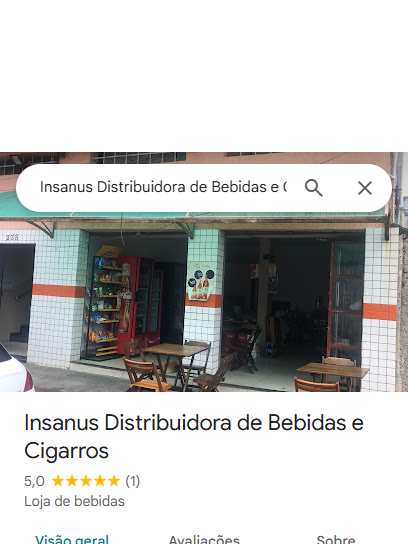 Insanus Distribuidora de Bebidas e C
Insanus Distribuidora de Bebidas e
Cigarros
5,0 (1)
Loja de bebidas
Visão geral Avaliações Sobre